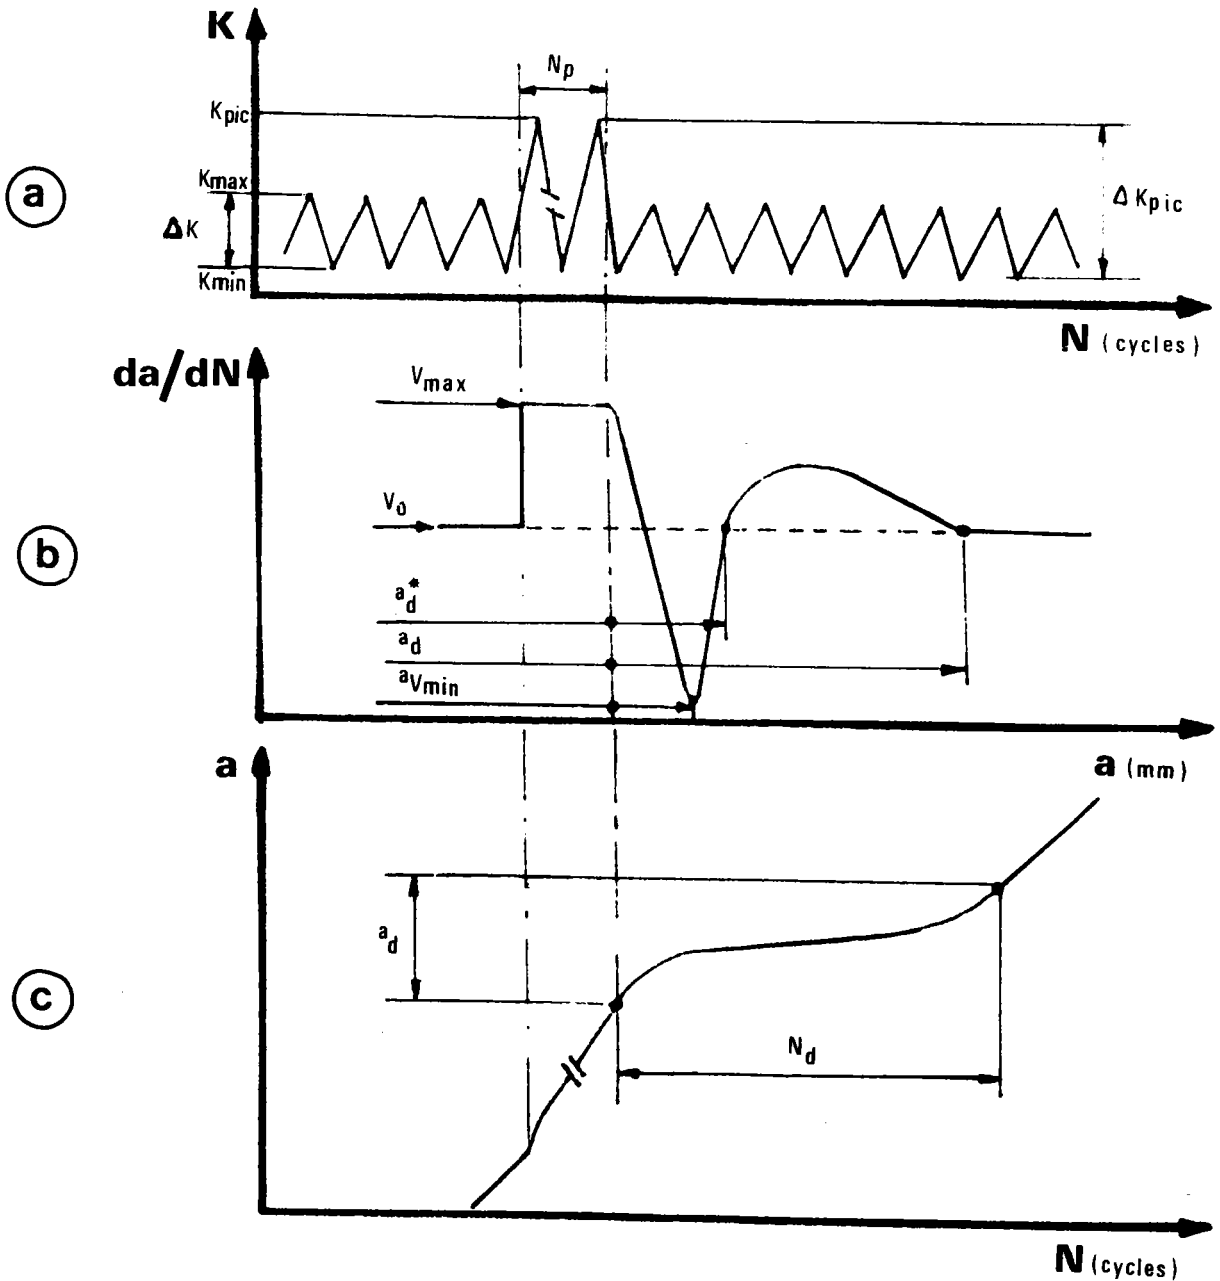 a
K
Np
Kpic
Kmax
ΔK
Kmin
ΔKpic
N (cycles)
b
da/dN
Vmax
V0
a*d
ad
aVmin
a (mm)
c
a
ad
Nd
N (cycles)